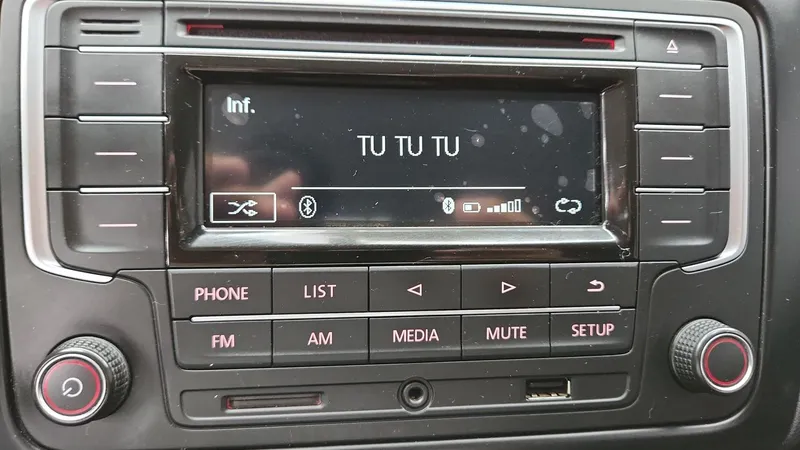 Inf.
TU TU TU
PHONE LIST
FM AM MEDIA MUTE SETUP